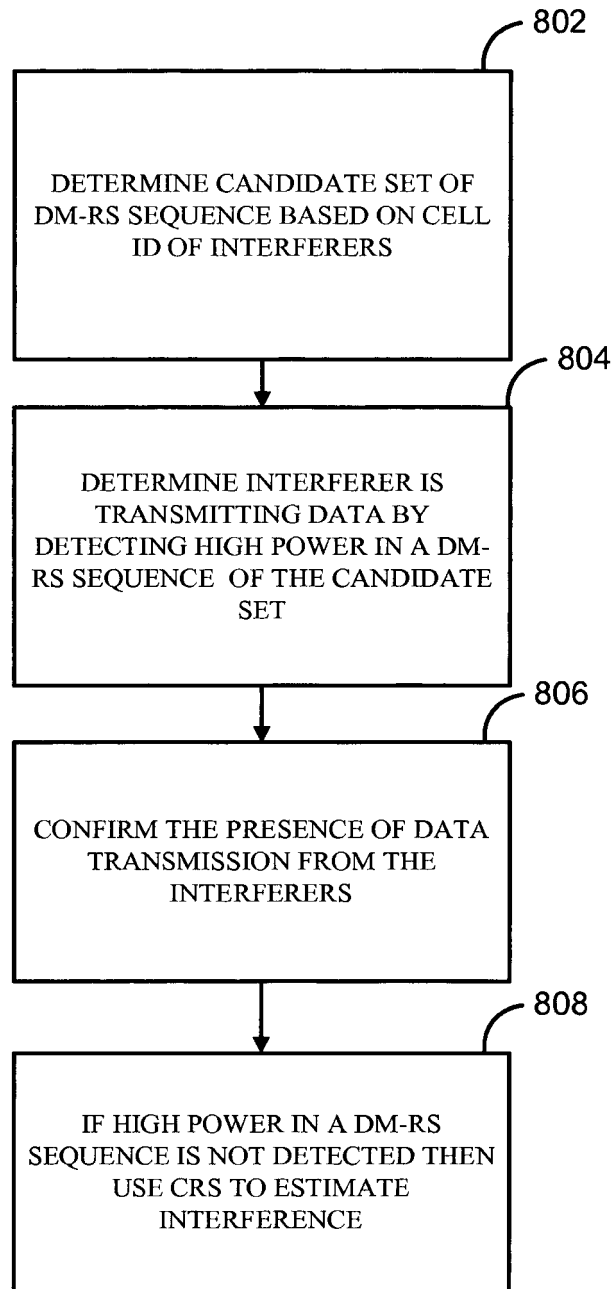 802
DETERMINE CANDIDATE SET OF
DM-RS SEQUENCE BASED ON CELL
ID OF INTERFERERS
804
DETERMINE INTERFERER IS
TRANSMITTING DATA BY
DETECTING HIGH POWER IN A DM-
RS SEQUENCE OF THE CANDIDATE
SET
806
CONFIRM THE PRESENCE OF DATA
TRANSMISSION FROM THE
INTERFERERS
808
IF HIGH POWER IN A DM-RS
SEQUENCE IS NOT DETECTED THEN
USE CRS TO ESTIMATE
INTERFERENCE